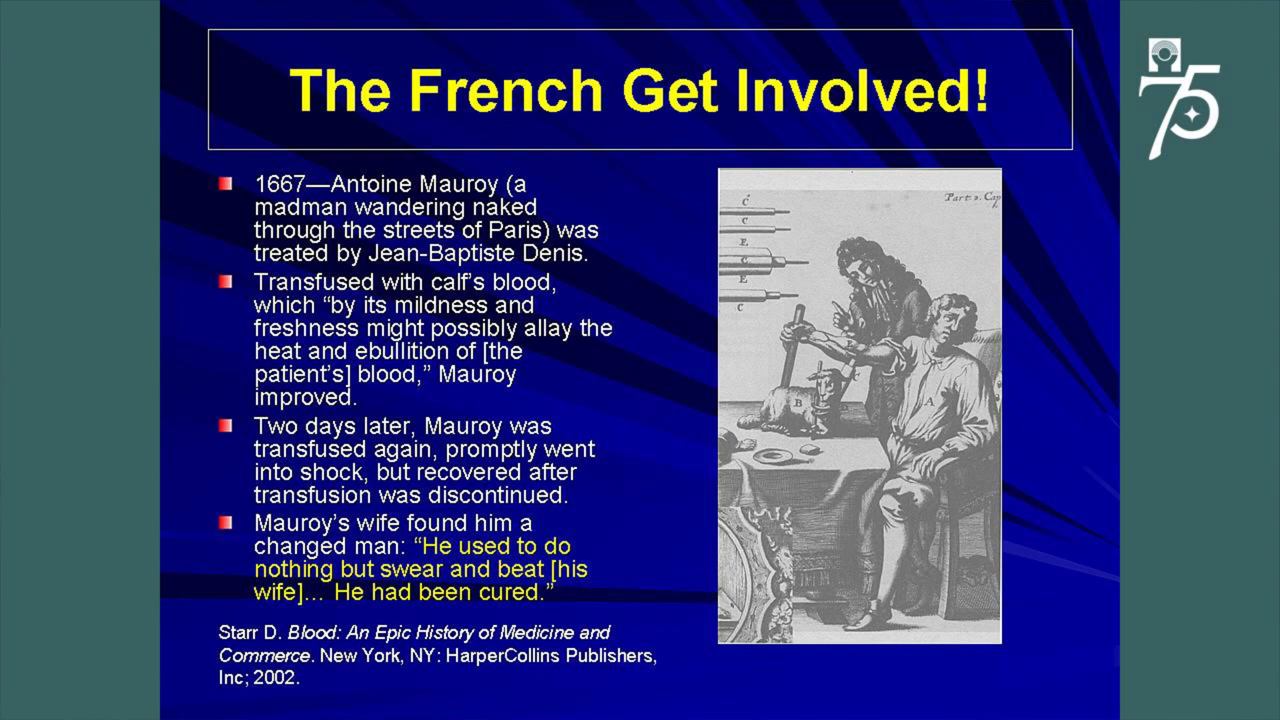 The French Get Involved!
1667—Antoine Mauroy (a
madman wandering naked
through the streets of Paris) was
treated by Jean-Baptiste Denis.
Transfused with calf’s blood,
which “by its mildness and
freshness might possibly allay the
heat and ebullition of [the
patient’s] blood,” Mauroy
improved.
Two days later, Mauroy was
transfused again, promptly went
into shock, but recovered after
transfusion was discontinued.
Mauroy’s wife found him a
changed man: “He used to do
nothing but swear and beat [his
wife]... He had been cured.”
Starr D. Blood: An Epic History of Medicine and
Commerce. New York, NY: HarperCollins Publishers,
Inc; 2002.
75
Part 2. Cap
C
C
E
C
E
C
B
A